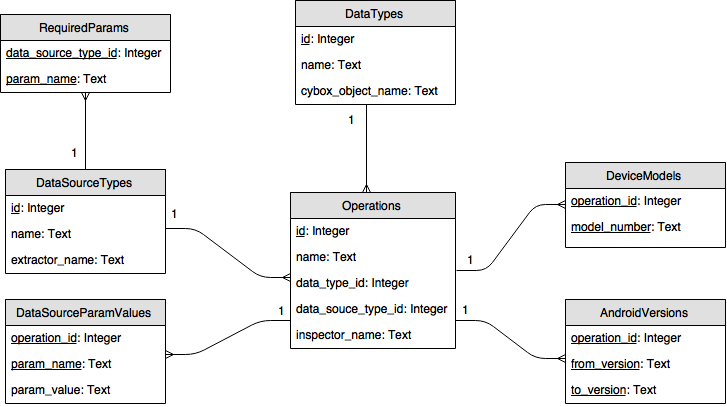 RequiredParams
data_source_type_id: Integer
param_name: Text
DataTypes
id: Integer
name: Text
cybox_object_name: Text
1
1
DataSourceTypes
id: Integer
name: Text
extractor_name: Text
1
Operations
id: Integer
name: Text
data_type_id: Integer
data_souce_type_id: Integer
inspector_name: Text
DeviceModels
operation_id: Integer
model_number: Text
1
DataSourceParamValues
operation_id: Integer
param_name: Text
param_value: Text
1
1
AndroidVersions
operation_id: Integer
from_version: Text
to_version: Text